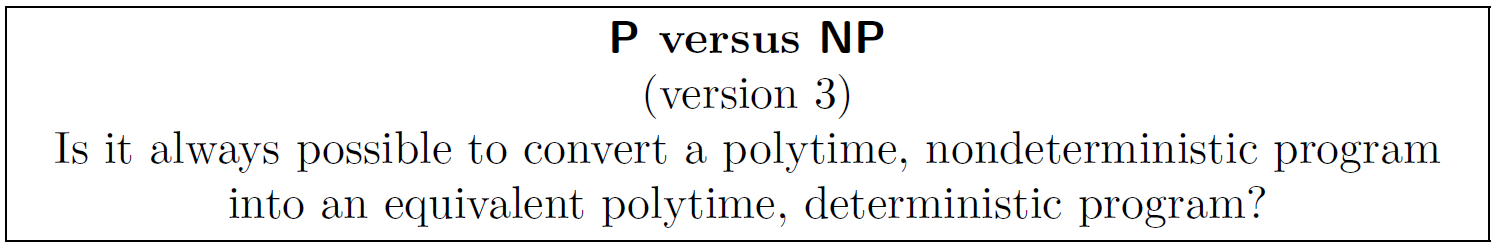 P versus NP
(version 3)
Is it always possible to convert a polytime, nondeterministic program
into an equivalent polytime, deterministic program?